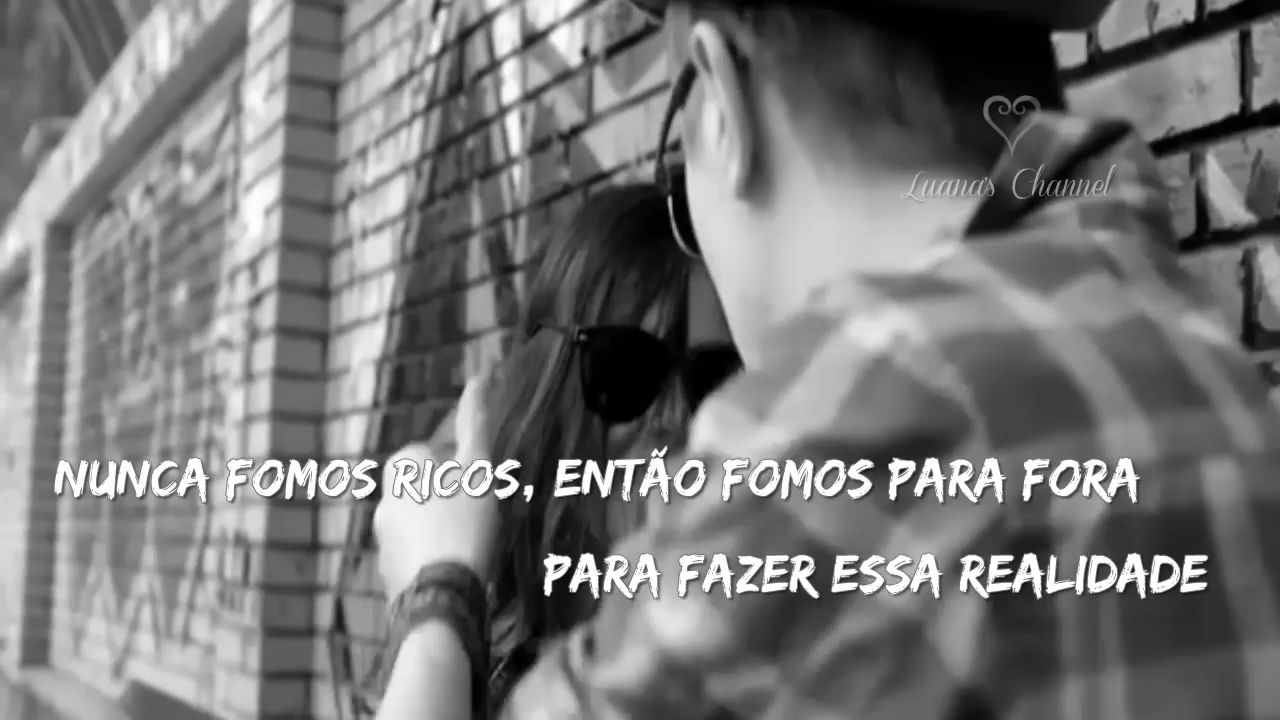 Luana's Channel
NUNCA FOMOS RICOS, ENTÃO FOMOS PARA FORA
PARA FAZER ESSA REALIDADE